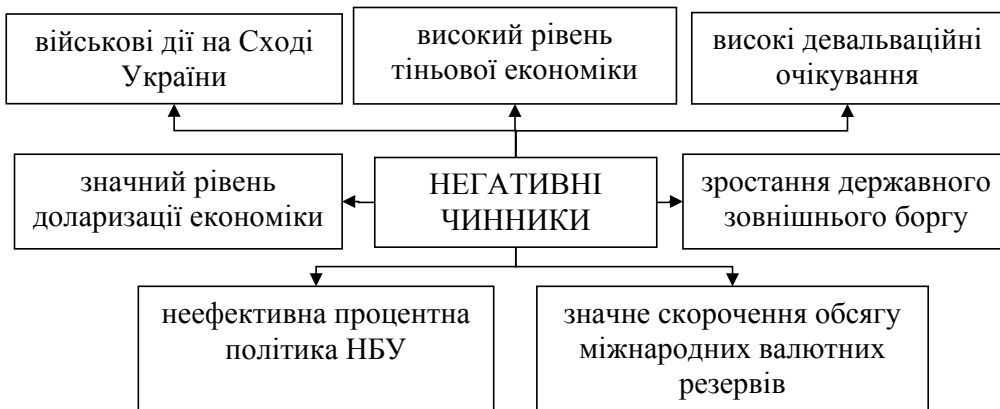 військові дії на Сході
України
високий рівень
тіньової економіки
високі девальваційні
очікування
значний рівень
доларизації економіки
НЕГАТИВНІ
ЧИННИКИ
зростання державного
зовнішнього боргу
неефективна процентна
політика НБУ
значне скорочення обсягу
міжнародних валютних
резервів